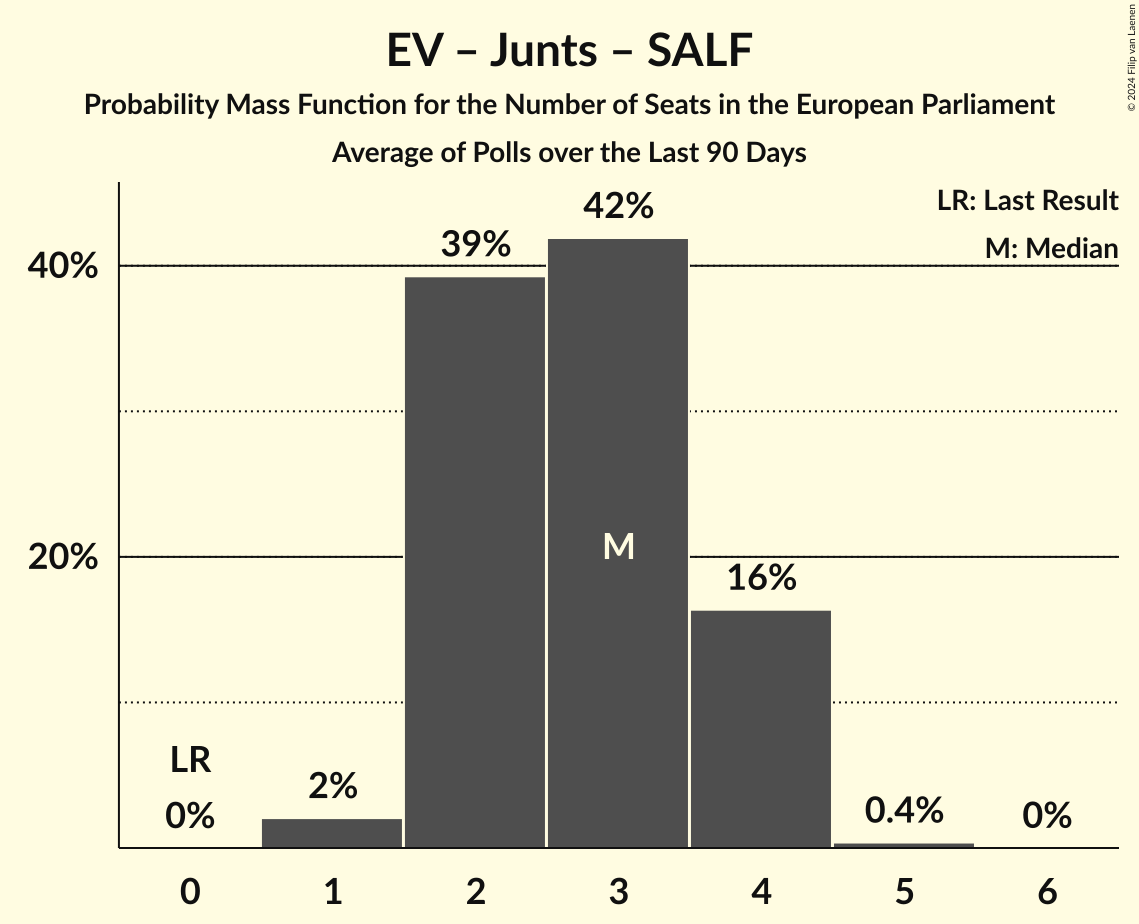 EV – Junts – SALF
Probability Mass Function for the Number of Seats in the European Parliament
Average of Polls over the Last 90 Days
© 2024 Filip van Laenen
LR: Last Result
M: Median
42%
39%
40%
M
20%
16%
LR
0%
2%
0.4%
0%
0 1 2 3 4 5 6